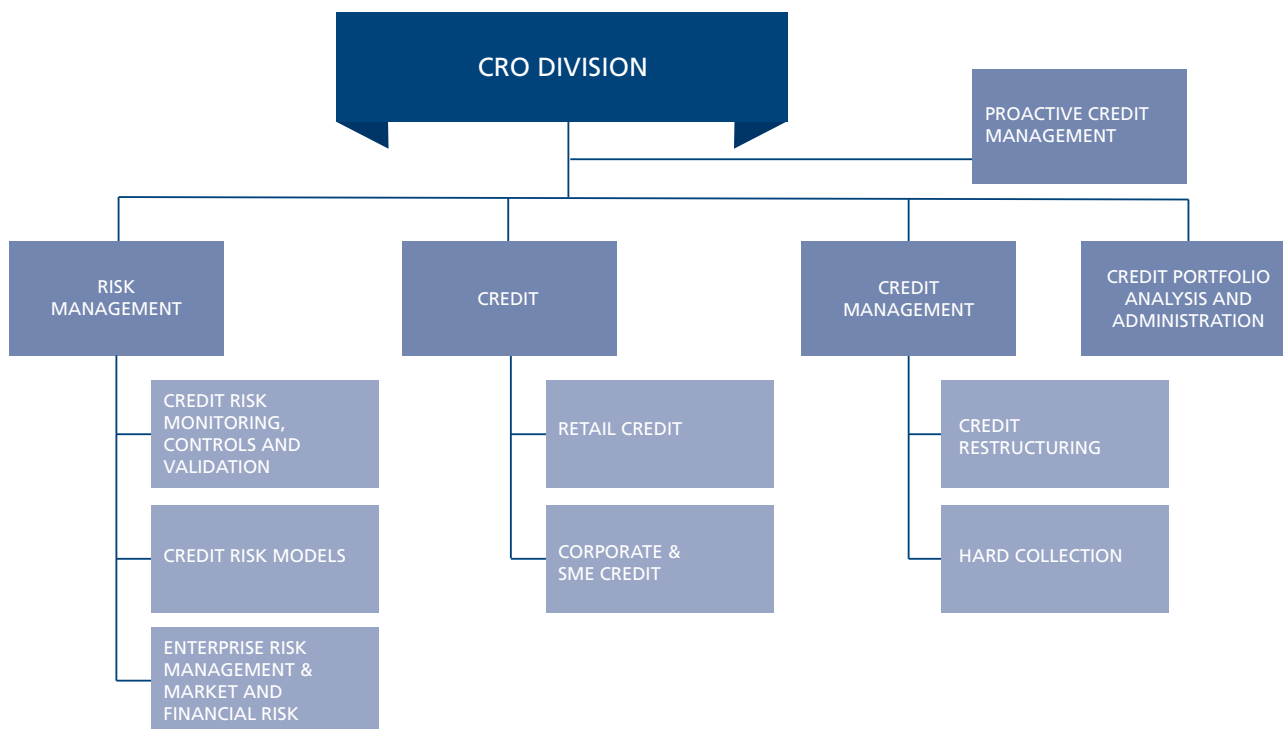 CRO DIVISION
PROACTIVE CREDIT
MANAGEMENT
RISK
MANAGEMENT
CREDIT
CREDIT
MANAGEMENT
CREDIT PORTFOLIO
ANALYSIS AND
ADMINISTRATION
CREDIT RISK
MONITORING,
CONTROLS AND
VALIDATION
RETAIL CREDIT
CREDIT
RESTRUCTURING
CREDIT RISK MODELS
CORPORATE &
SME CREDIT
HARD COLLECTION
ENTERPRISE RISK
MANAGEMENT &
MARKET AND
FINANCIAL RISK